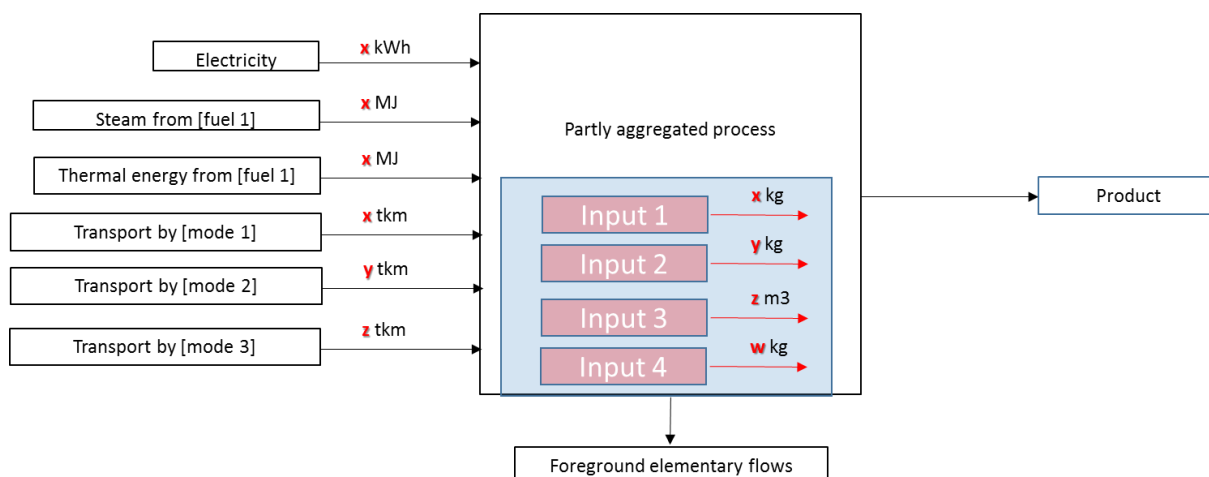 Electricity
x kWh
Steam from [fuel 1]
x MJ
Thermal energy from [fuel 1]
x MJ
Transport by [mode 1]
x tkm
Transport by [mode 2]
y tkm
Transport by [mode 3]
z tkm
Partly aggregated process
Input 1
x kg
Input 2
y kg
Input 3
z m3
Input 4
w kg
Product
Foreground elementary flows